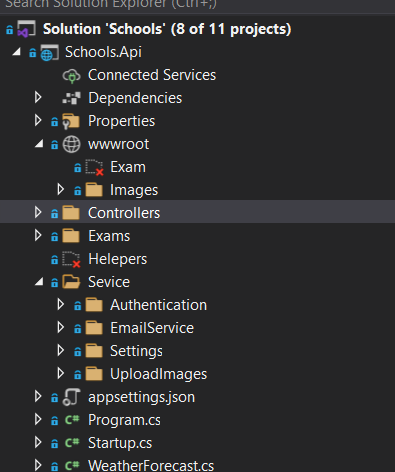 Search Solution Explorer (Ctrl+;)
Solution 'Schools' (8 of 11 projects)
Schools.Api
Connected Services
Dependencies
Properties
wwwroot
Exam
Images
Controllers
Exams
Helepers
Sevice
Authentication
EmailService
Settings
UploadImages
appsettings.json
C# Program.cs
C# Startup.cs
C# WeatherForecast.cs